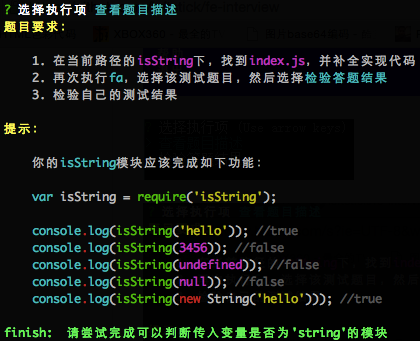 ? 选择执行项 查看题目描述
题目要求：
1. 在当前路径的isString下，找到index.js，并补全实现代码
2. 再次执行fa，选择该测试题目，然后选择检验答题结果
3. 检验自己的测试结果
提示：
你的isString模块应该完成如下功能：
var isString = require('isString');
console.log(isString('hello')); //true
console.log(isString(3456)); //false
console.log(isString(undefined)); //false
console.log(isString(null)); //false
console.log(isString(new String('hello'))); //true
finish: 请尝试完成可以判断传入变量是否为'string'的模块